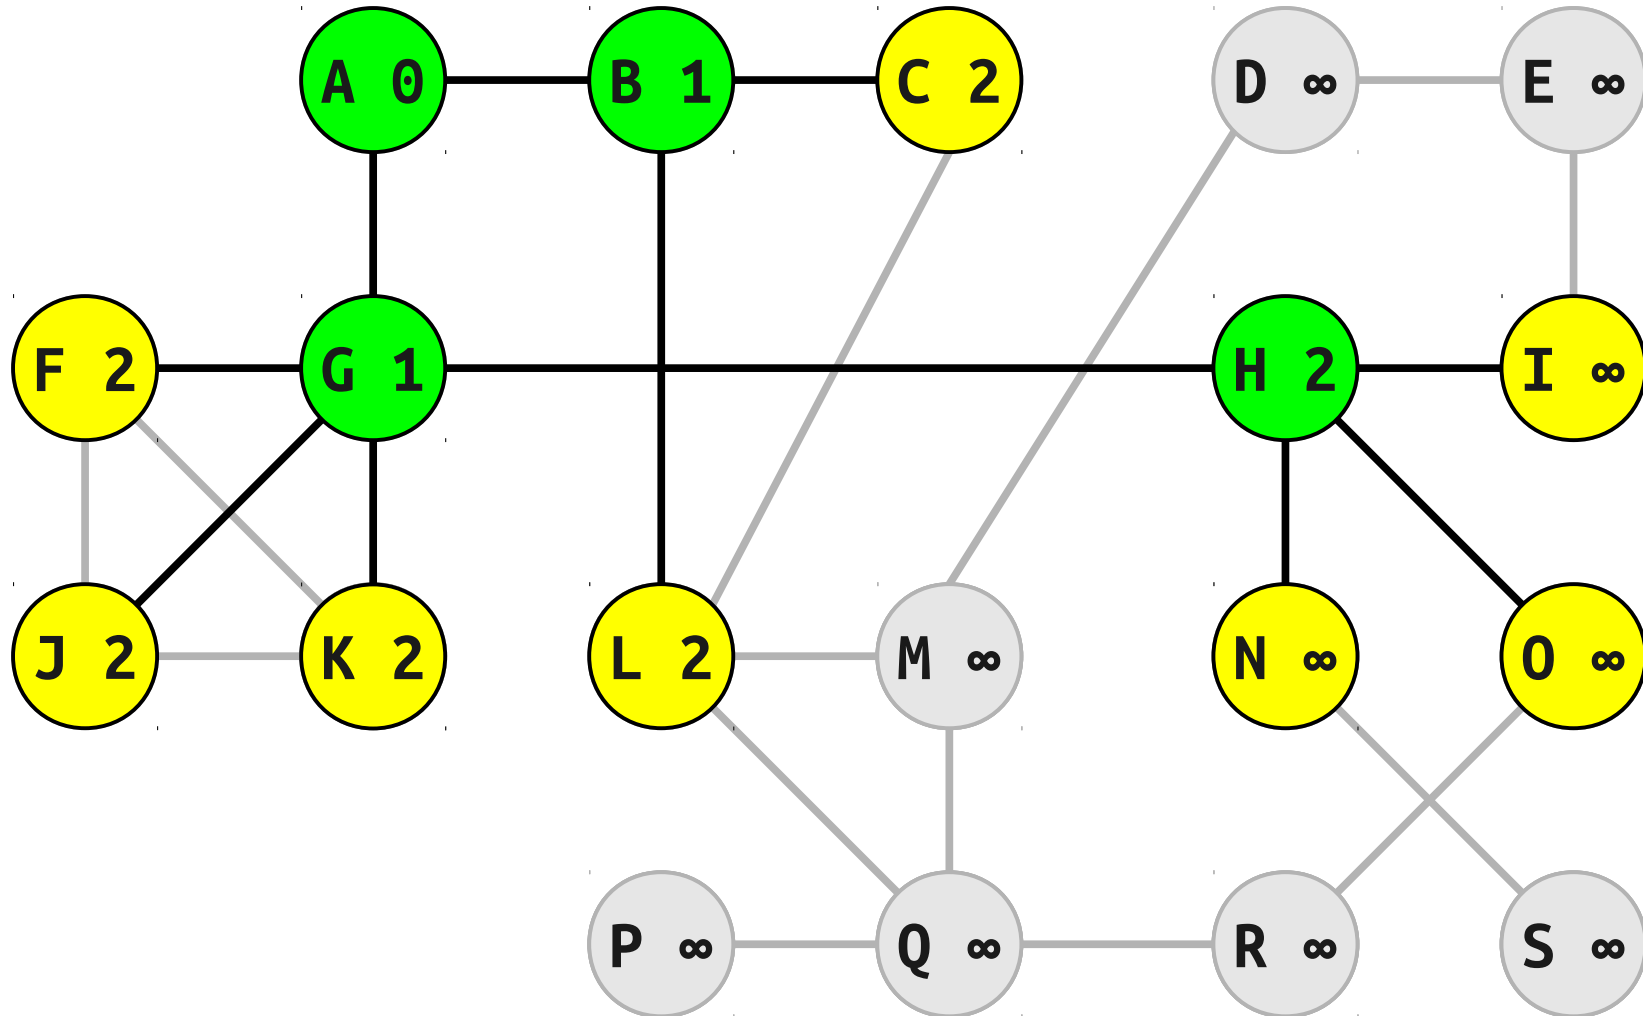 A 0 B 1 C 2 D ∞ E ∞
F 2 G 1 H 2 I ∞
J 2 K 2 L 2 M ∞ N ∞ O ∞
P ∞ Q ∞ R ∞ S ∞